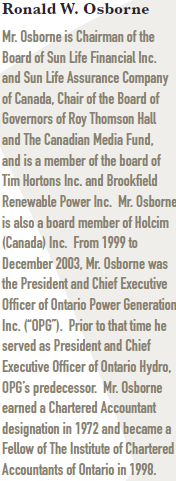 Ronald W. Osborne
Mr. Osborne is Chairman of the
Board of Sun Life Financial Inc.
and Sun Life Assurance Company
of Canada, Chair of the Board of
Governors of Roy Thomson Hall
and The Canadian Media Fund,
and is a member of the board of
Tim Hortons Inc. and Brookfield
Renewable Power Inc.  Mr. Osborne
is also a board member of Holcim
(Canada) Inc.  From 1999 to
December 2003, Mr. Osborne was
the President and Chief Executive
Officer of Ontario Power Generation
Inc. (“OPG”).  Prior to that time he
served as President and Chief
Executive Officer of Ontario Hydro,
OPG’s predecessor.  Mr. Osborne
earned a Chartered Accountant
designation in 1972 and became a
Fellow of The Institute of Chartered
Accountants of Ontario in 1998.